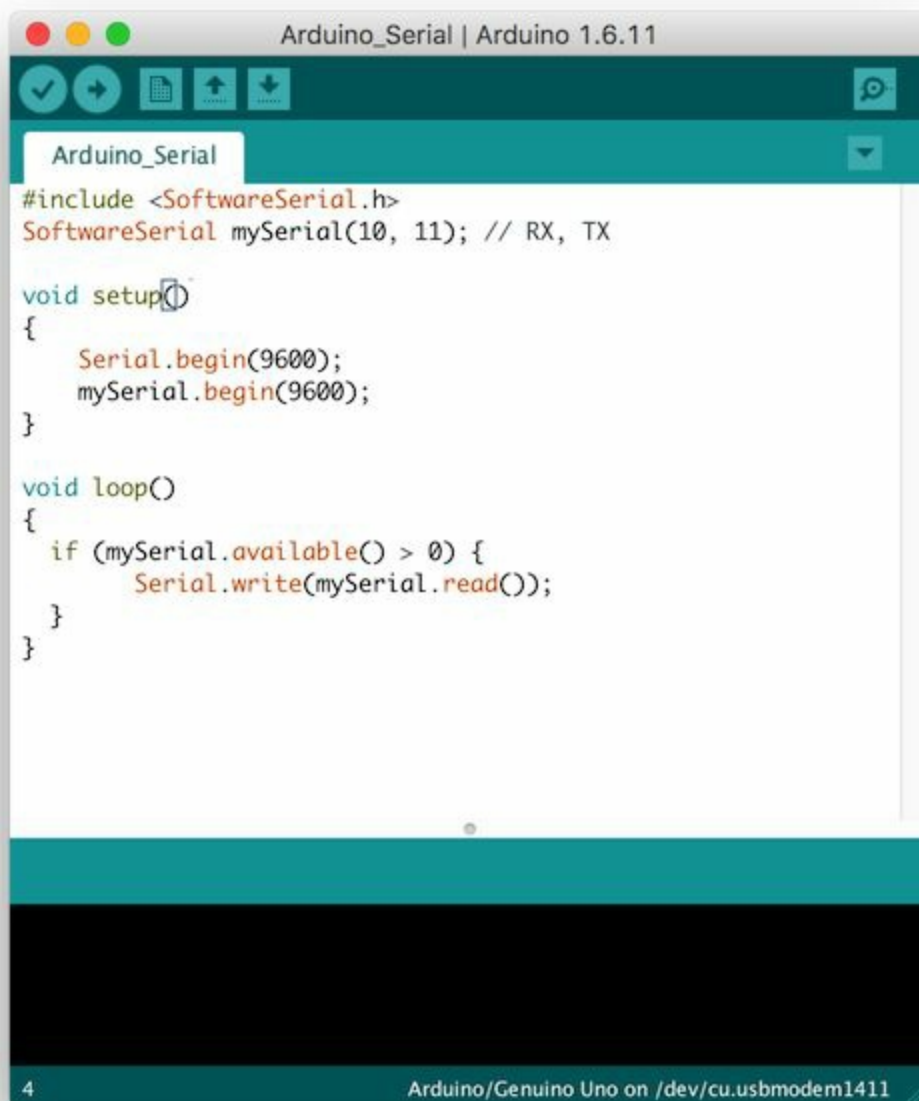 Arduino_Serial | Arduino 1.6.11
Arduino_Serial
#include <SoftwareSerial.h>
SoftwareSerial mySerial(10, 11); // RX, TX

void setup()
{
    Serial.begin(9600);
    mySerial.begin(9600);
}

void loop()
{
  if (mySerial.available() > 0) {
        Serial.write(mySerial.read());
  }
}
4
Arduino/Genuino Uno on /dev/cu.usbmodem1411